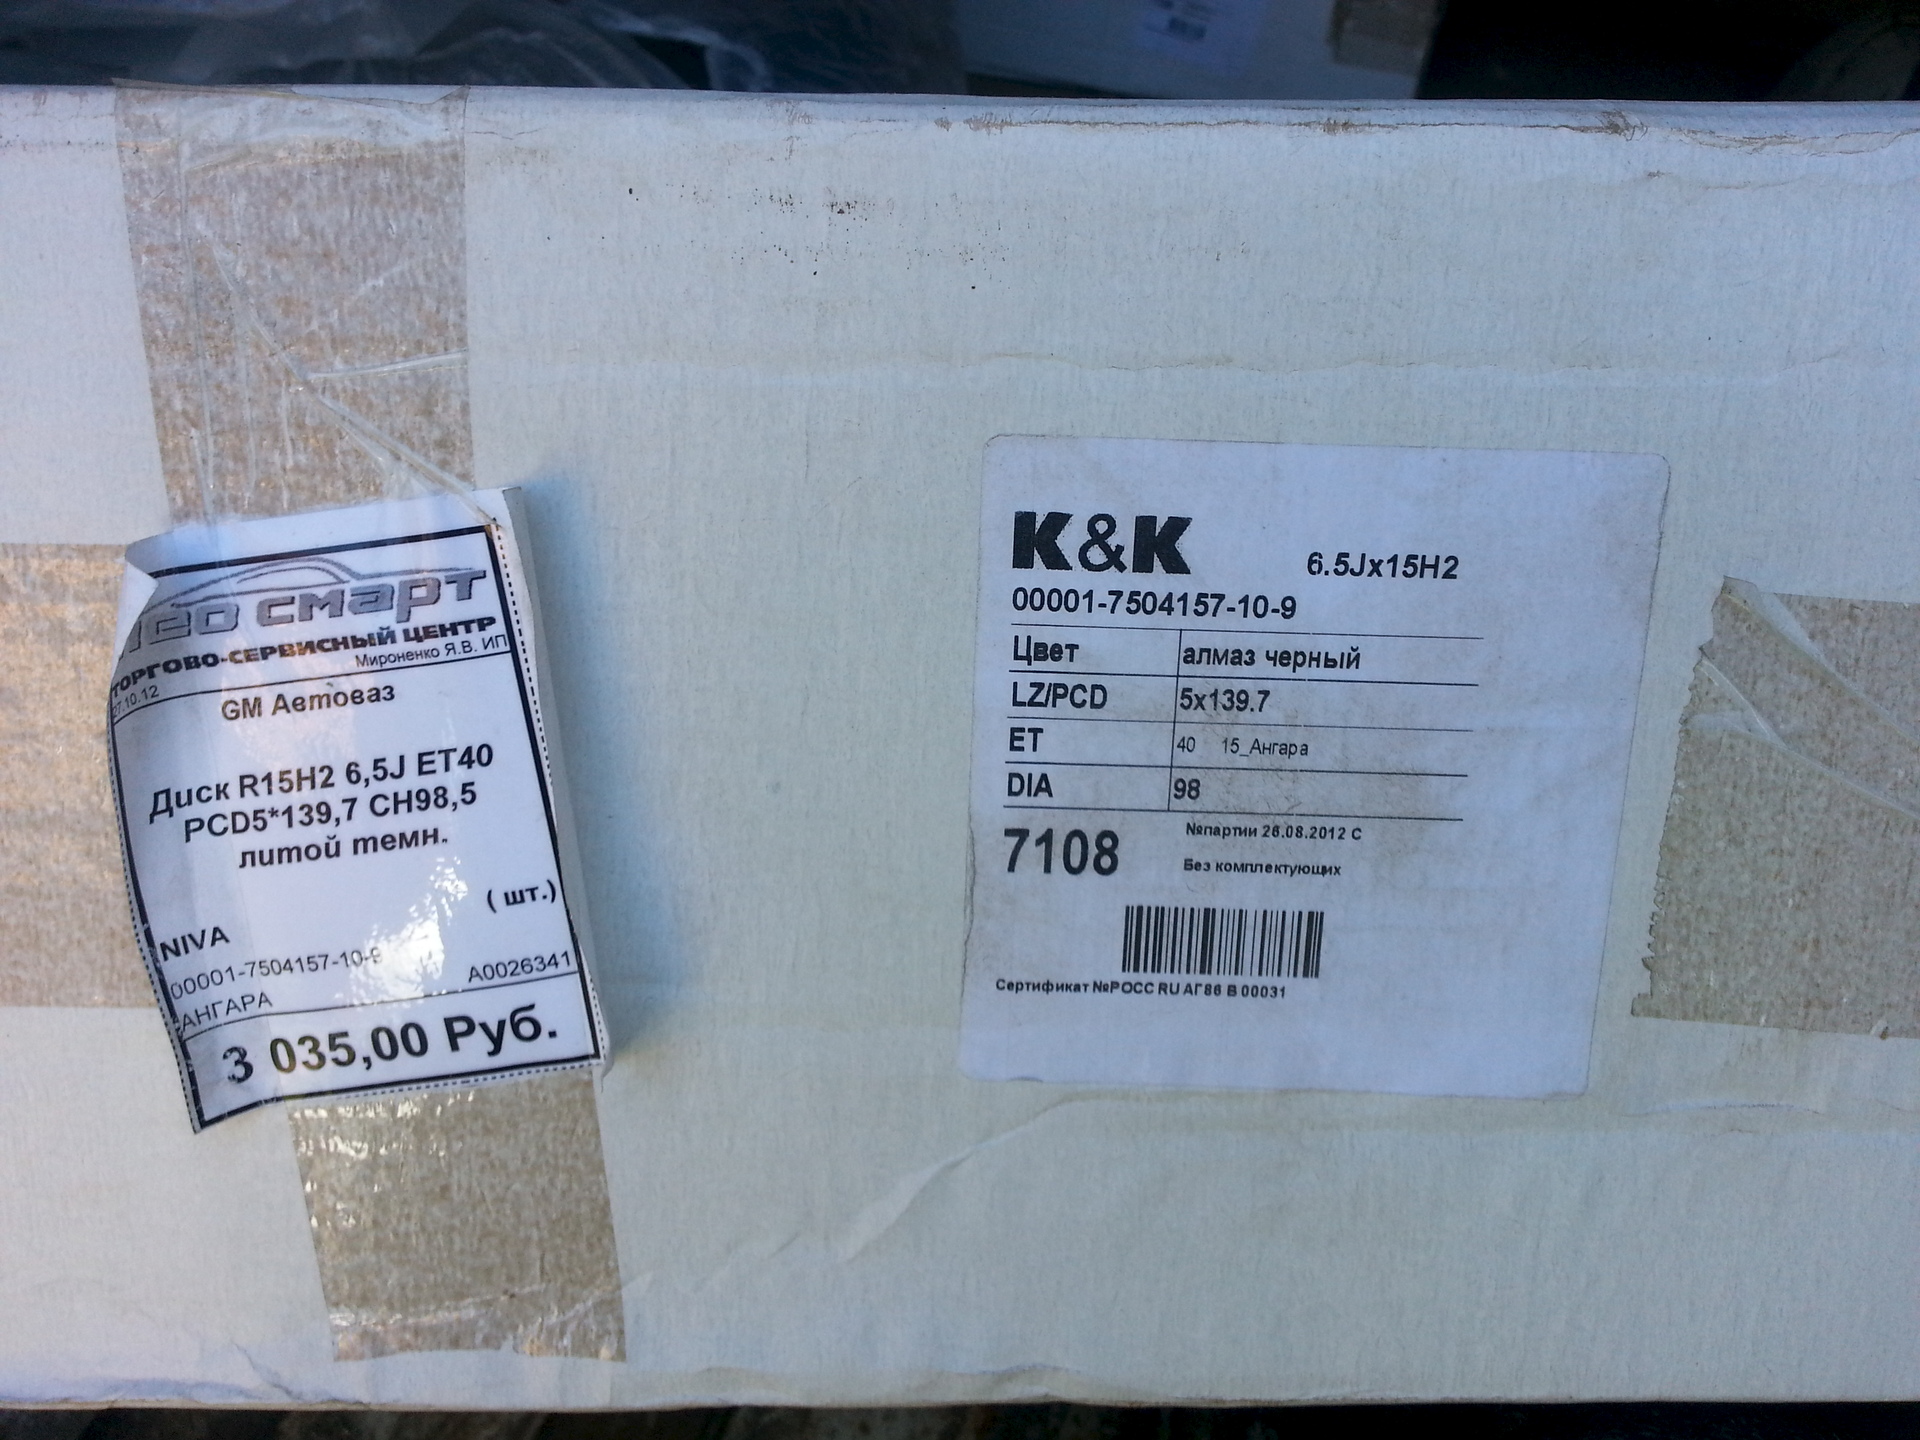 смарт
ТОРГОВО-СЕРВИСНЫЙ ЦЕНТР
Мироненко Я.В. ИП
27.10.12
GM Автоваз
Диск R15H2 6,5J ET40
PCD5*139,7 CH98,5
литой темн.
( шт.)
NIVA
00001-7504157-10-9
A0026341
АНГАРА
3 035,00 Руб.
K&K
6.5Jx15H2
00001-7504157-10-9
Цвет алмаз черный
LZ/PCD 5x139.7
ET 40 15_Ангара
DIA 98
7108
№партии 26.08.2012 С
Без комплектующих
Сертификат №РОСС RU АГ86 В 00031